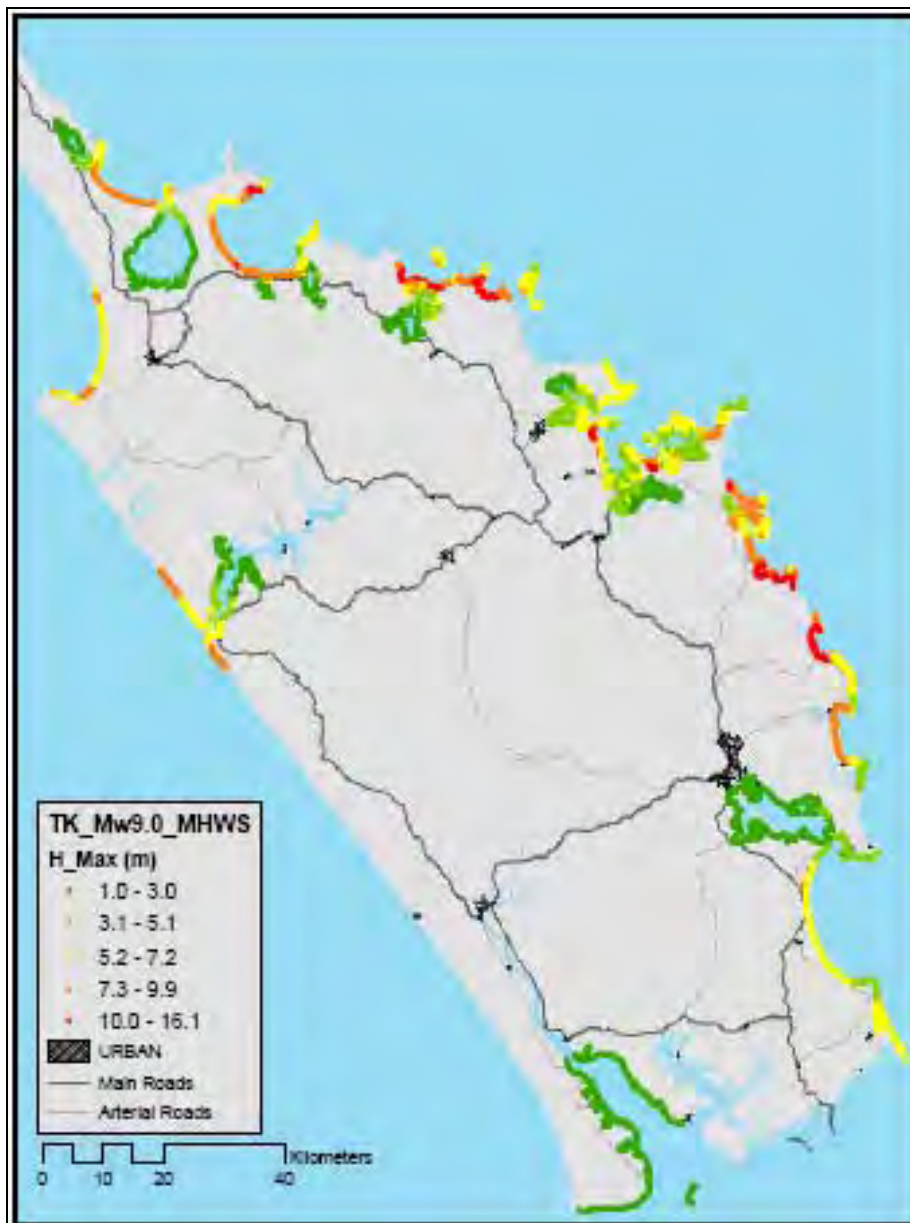 TK_Mw9.0_MHWS
H_Max (m)
1.0 - 3.0
3.1 - 5.1
5.2 - 7.2
7.3 - 9.9
10.0 - 16.1
URBAN
Main Roads
Arterial Roads
Kilometers
0 10 20 40